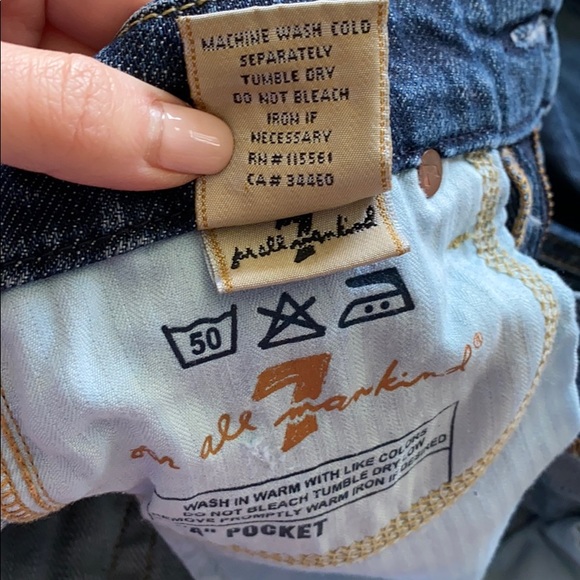 MACHINE WASH COLD
SEPARATELY
TUMBLE DRY
DO NOT BLEACH
IRON IF
NECESSARY
RN# 115561
CA# 34460
7
for all mankind
50
7
for all mankind®
WASH IN WARM WITH LIKE COLORS
DO NOT BLEACH TUMBLE DRY LOW
REMOVE PROMPTLY WARM IRON IF DESIRED
"A" POCKET